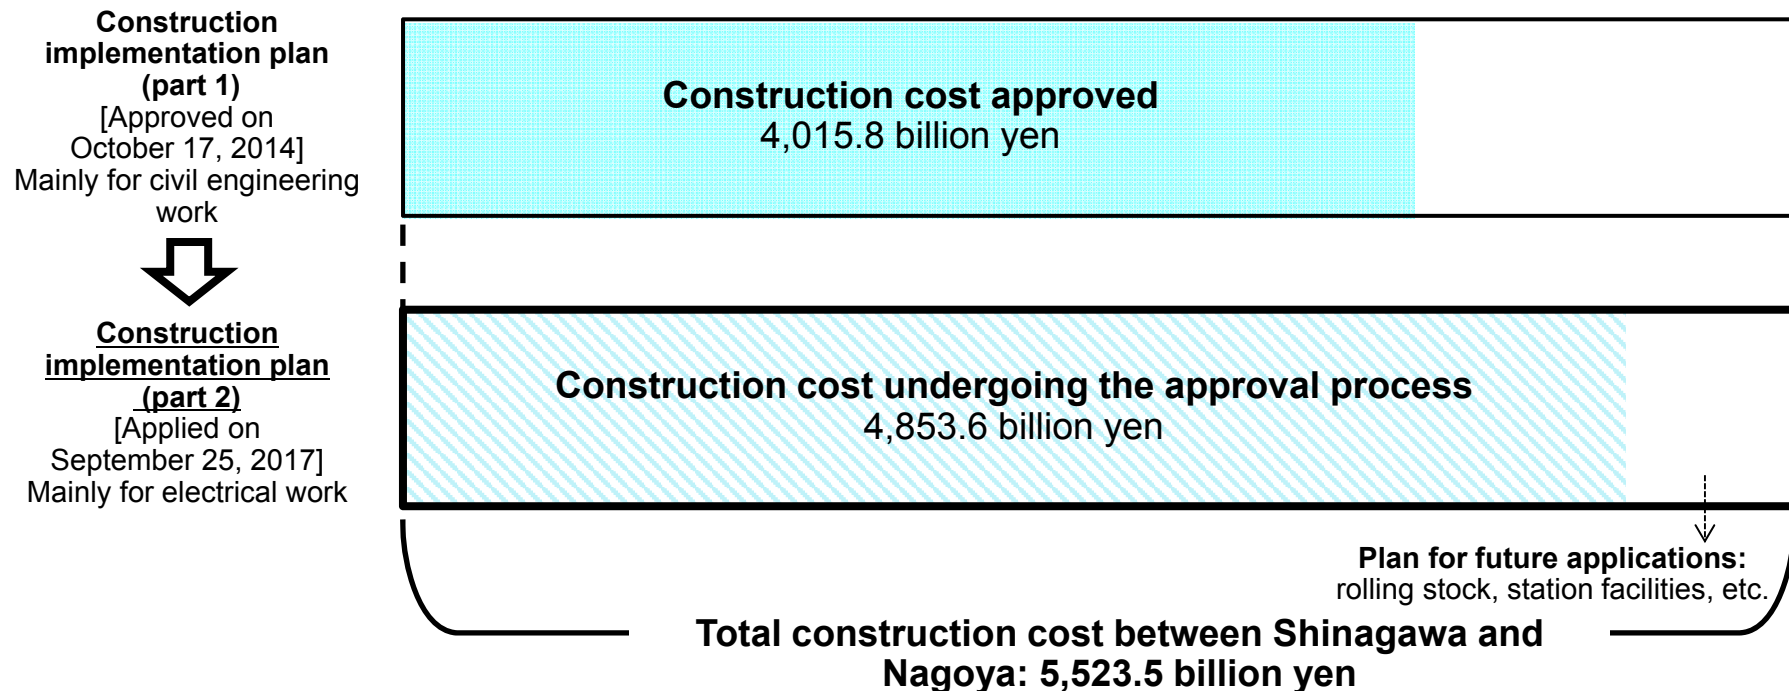 Construction
implementation plan
(part 1)
[Approved on
October 17, 2014]
Mainly for civil engineering
work
Construction cost approved
4,015.8 billion yen
Construction
implementation plan
(part 2)
[Applied on
September 25, 2017]
Mainly for electrical work
Construction cost undergoing the approval process
4,853.6 billion yen
Plan for future applications:
rolling stock, station facilities, etc.
Total construction cost between Shinagawa and
Nagoya: 5,523.5 billion yen